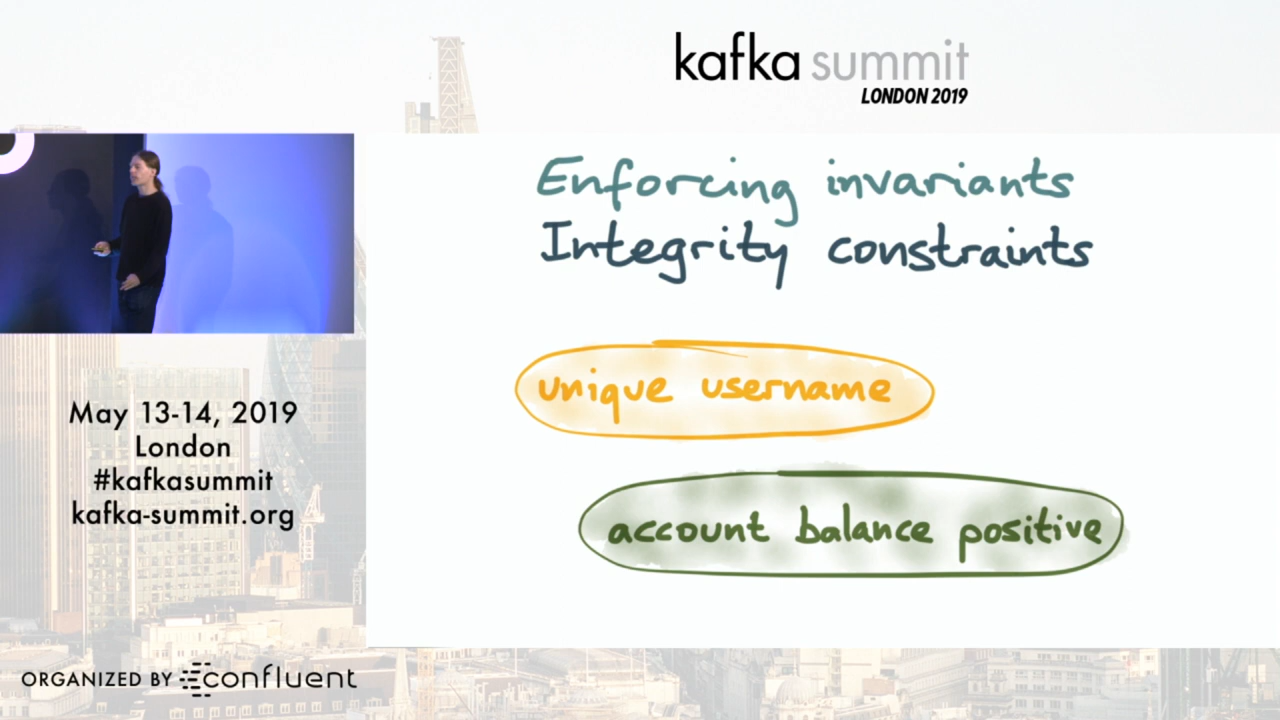 kafka summit
LONDON 2019
Enforcing invariants
Integrity constraints
unique username
account balance positive
May 13-14, 2019
London
#kafkasummit
kafka-summit.org
ORGANIZED BY confluent